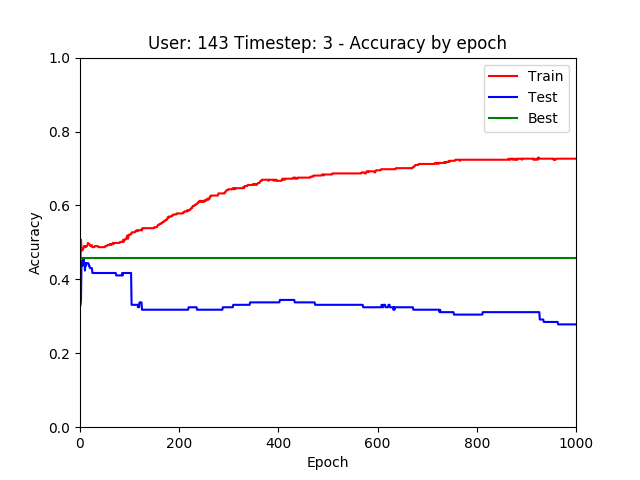 User: 143 Timestep: 3 - Accuracy by epoch
1.0
0.8
0.6
0.4
0.2
0.0
Accuracy
Train
Test
Best
0 200 400 600 800 1000
Epoch